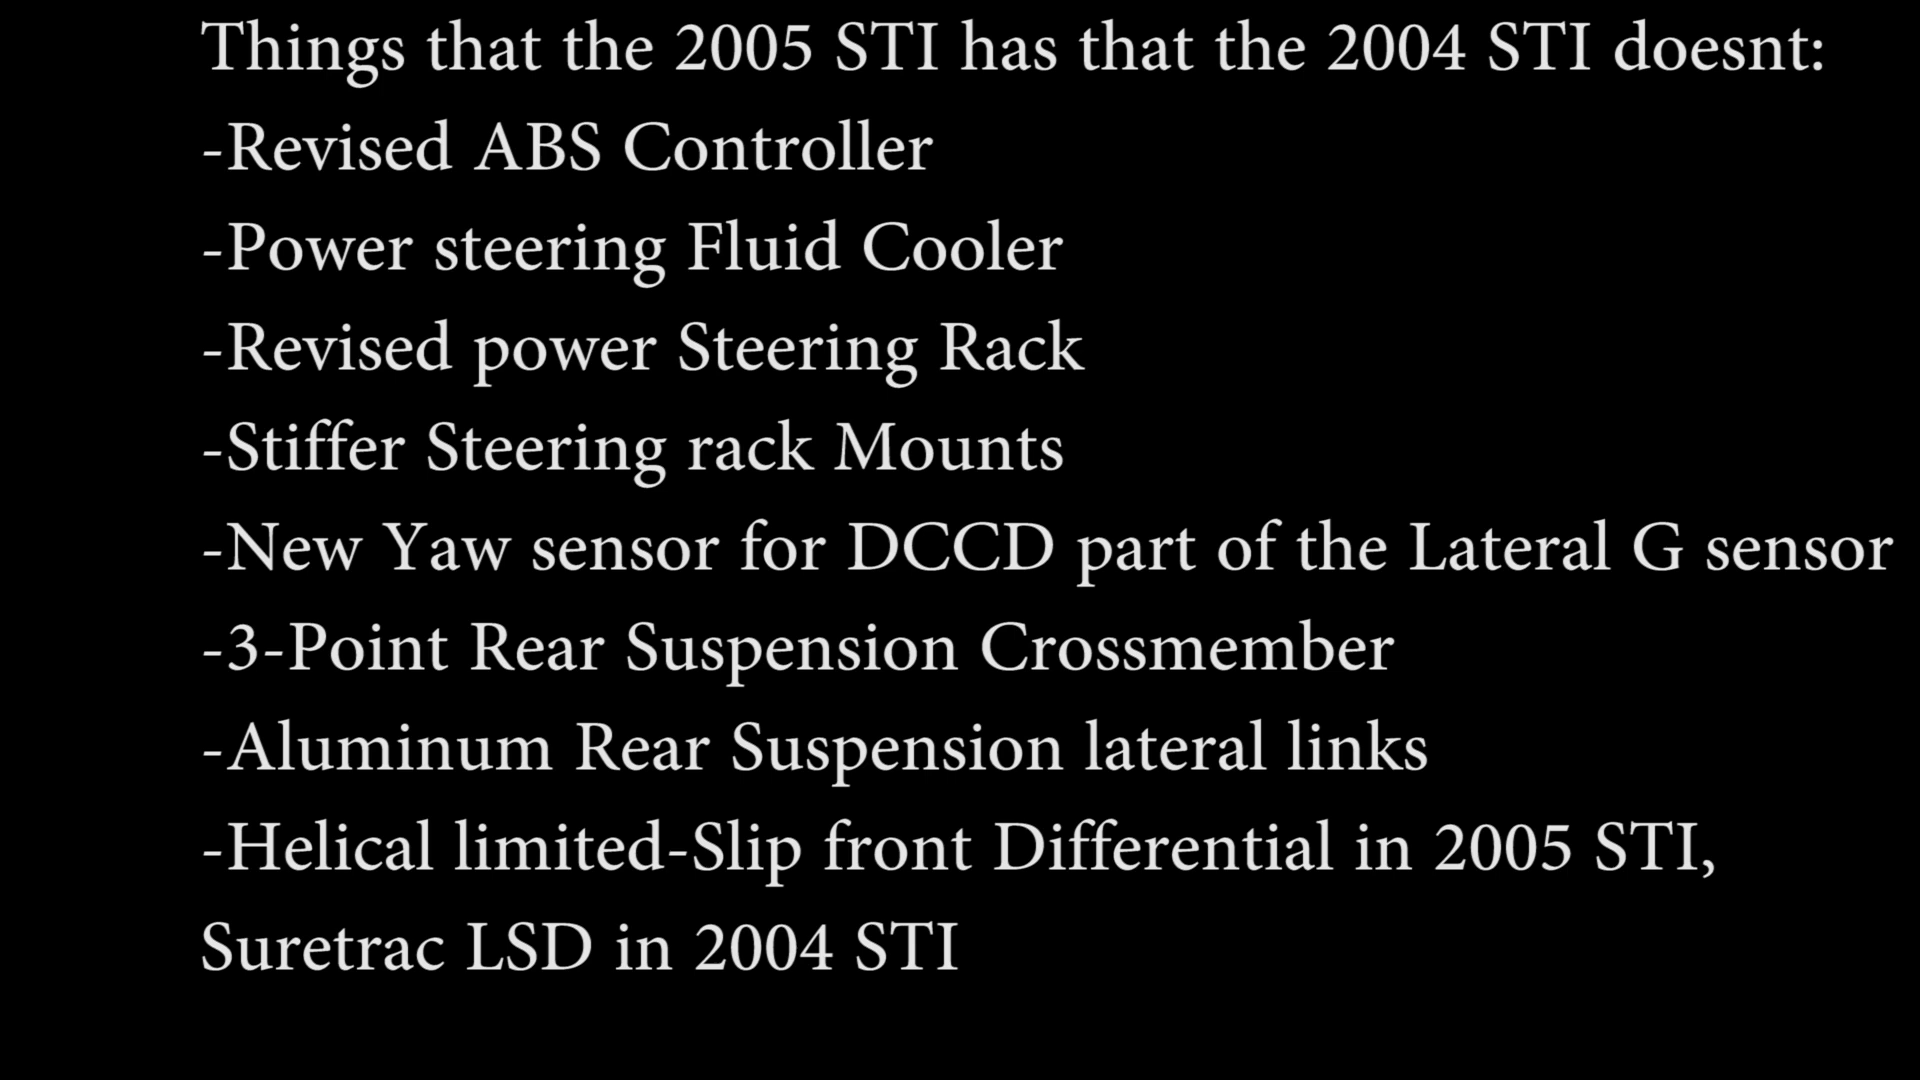 Things that the 2005 STI has that the 2004 STI doesnt:
-Revised ABS Controller
-Power steering Fluid Cooler
-Revised power Steering Rack
-Stiffer Steering rack Mounts
-New Yaw sensor for DCCD part of the Lateral G sensor
-3-Point Rear Suspension Crossmember
-Aluminum Rear Suspension lateral links
-Helical limited-Slip front Differential in 2005 STI,
Suretrac LSD in 2004 STI